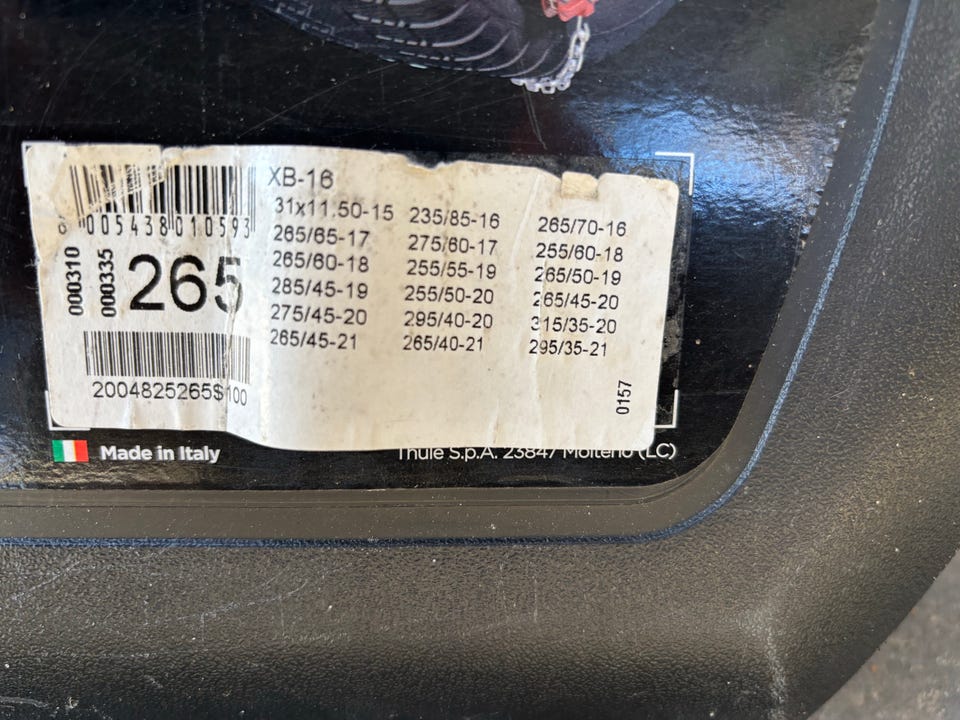 XB-16
31x11.50-15 235/85-16 265/70-16
265/65-17 275/60-17 255/60-18
265/60-18 255/55-19 265/50-19
285/45-19 255/50-20 265/45-20
275/45-20 295/40-20 315/35-20
265/45-21 265/40-21 295/35-21
005438 010593
000310
000335
265
2004825265$100
0157
Made in Italy
Thule S.p.A. 23847 Molteno (LC)